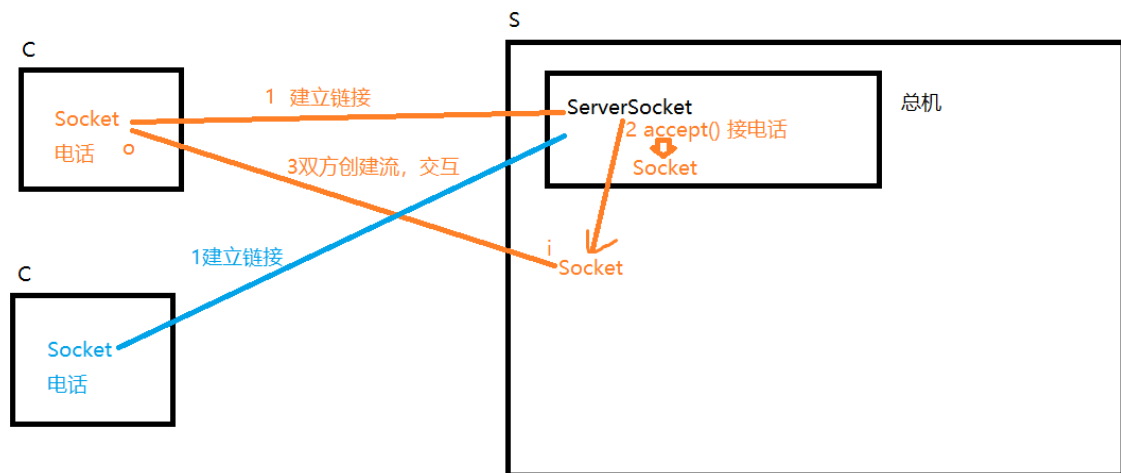 S
C
ServerSocket
总机
1 建立链接
2 accept() 接电话
Socket
电话
o
Socket
3双方创建流，交互
i
Socket
1建立链接
C
Socket
电话